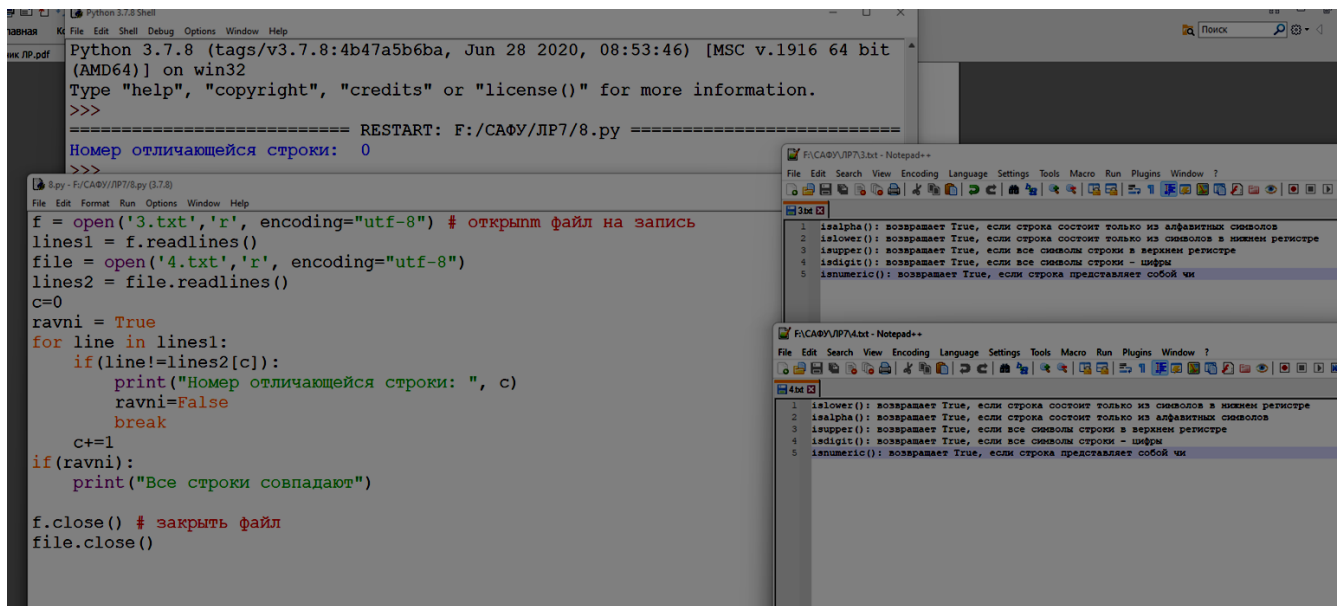 Python 3.7.8 Shell
главная
File Edit Shell Debug Options Window Help
Поиск
ник ЛР.pdf
Python 3.7.8 (tags/v3.7.8:4b47a5b6ba, Jun 28 2020, 08:53:46) [MSC v.1916 64 bit
(AMD64)] on win32
Type "help", "copyright", "credits" or "license()" for more information.
>>>
=========================== RESTART: F:/САФУ/ЛР7/8.py ==========================
Номер отличающейся строки:  0
>>>
8.py - F:/САФУ/ЛР7/8.py (3.7.8)
File Edit Format Run Options Window Help
f = open('3.txt','r', encoding="utf-8") # открыnm файл на запись
lines1 = f.readlines()
file = open('4.txt','r', encoding="utf-8")
lines2 = file.readlines()
c=0
ravni = True
for line in lines1:
    if(line!=lines2[c]):
        print("Номер отличающейся строки: ", c)
        ravni=False
        break
    c+=1
if(ravni):
    print("Все строки совпадают")
f.close() # закрыть файл
file.close()
F:\САФУ\ЛР7\3.txt - Notepad++
File Edit Search View Encoding Language Settings Tools Macro Run Plugins Window ?
3.txt
1 isalpha(): возвращает True, если строка состоит только из алфавитных символов
2 islower(): возвращает True, если строка состоит только из символов в нижнем регистре
3 isupper(): возвращает True, если все символы строки в верхнем регистре
4 isdigit(): возвращает True, если все символы строки - цифры
5 isnumeric(): возвращает True, если строка представляет собой чи
F:\САФУ\ЛР7\4.txt - Notepad++
File Edit Search View Encoding Language Settings Tools Macro Run Plugins Window ?
4.txt
1 islower(): возвращает True, если строка состоит только из символов в нижнем регистре
2 isalpha(): возвращает True, если строка состоит только из алфавитных символов
3 isupper(): возвращает True, если все символы строки в верхнем регистре
4 isdigit(): возвращает True, если все символы строки - цифры
5 isnumeric(): возвращает True, если строка представляет собой чи